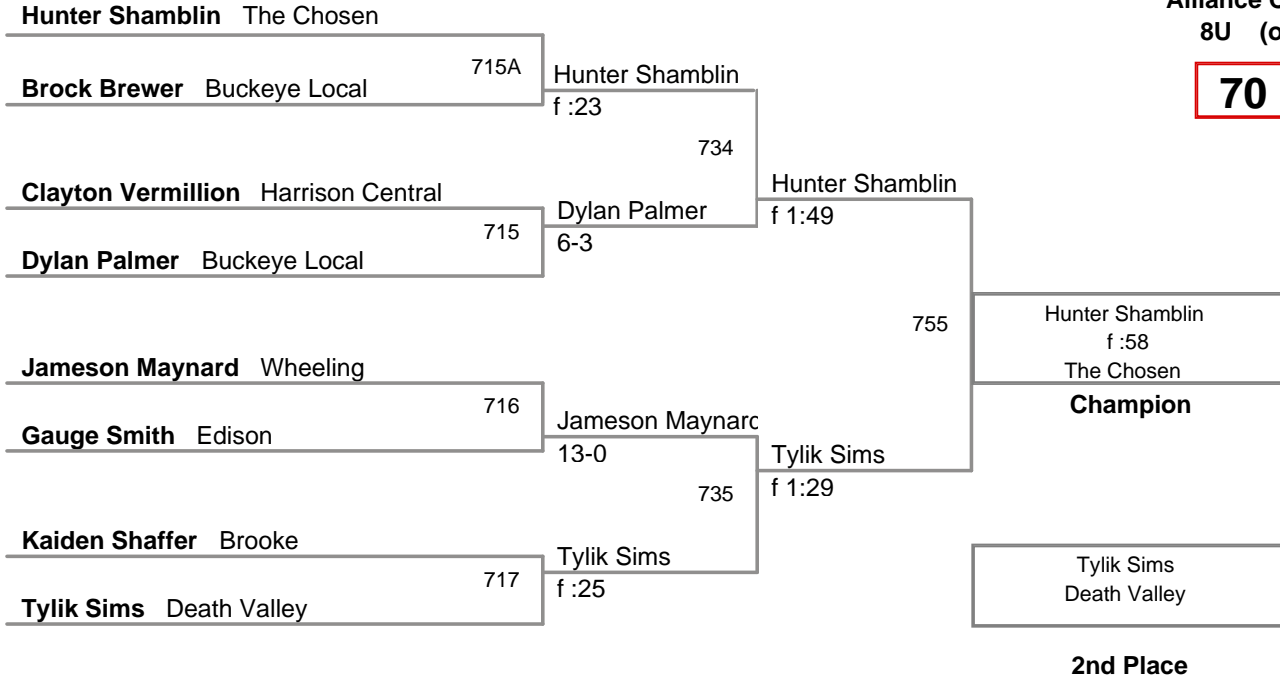 Hunter Shamblin The Chosen
8U (o
70
715A
Brock Brewer Buckeye Local
Hunter Shamblin
f :23
734
Clayton Vermillion Harrison Central
Hunter Shamblin
f 1:49
715
Dylan Palmer
6-3
Dylan Palmer Buckeye Local
755
Hunter Shamblin
f :58
The Chosen
Champion
Jameson Maynard Wheeling
716
Jameson Maynard
13-0
Gauge Smith Edison
Tylik Sims
f 1:29
735
Kaiden Shaffer Brooke
717
Tylik Sims
f :25
Tylik Sims Death Valley
Tylik Sims
Death Valley
2nd Place